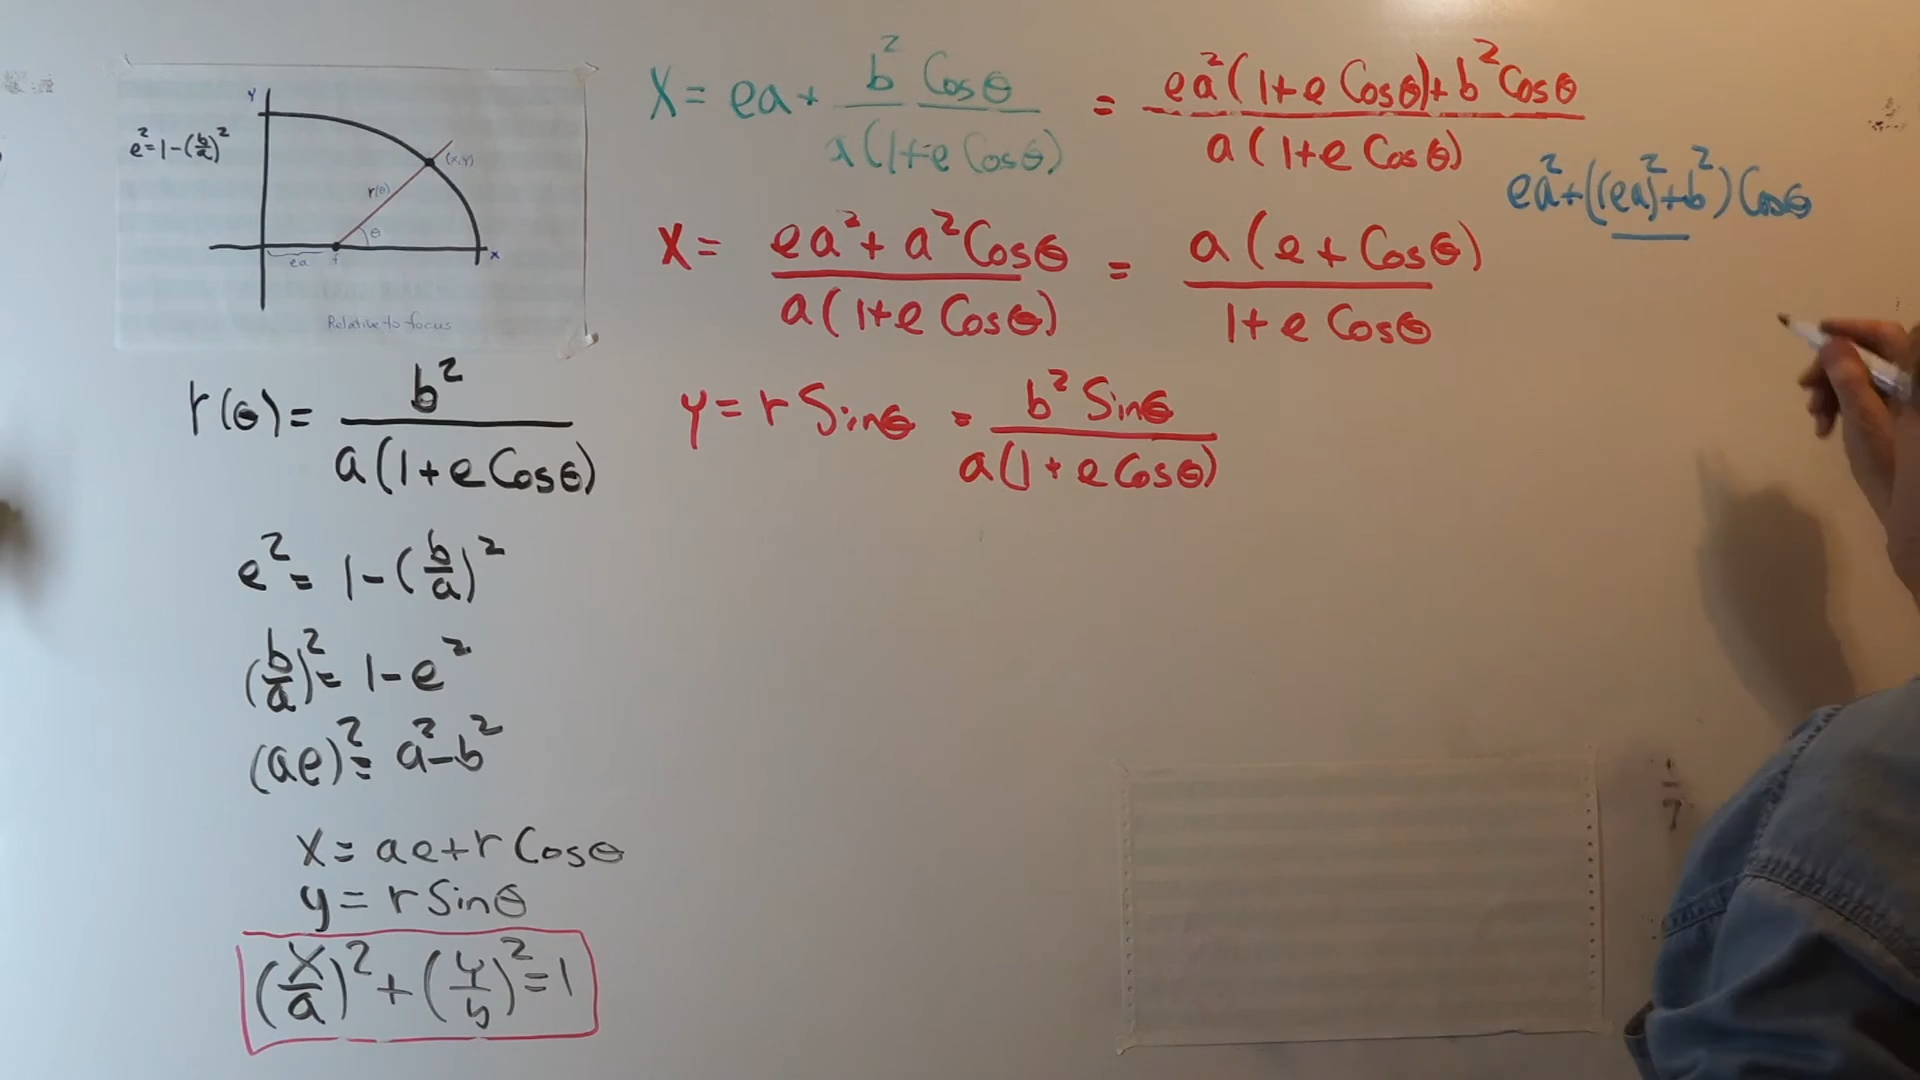 Y
e² = 1 - (b/a)²
(x,y)
r(θ)
θ
ea
f
x
Relative to focus
r(θ) = b² / a(1 + e Cosθ)
e² = 1 - (b/a)²
(b/a)² = 1 - e²
(ae)² = a² - b²
x = ae + r Cosθ
y = r Sinθ
(x/a)² + (y/b)² = 1
X = ea + b² Cosθ / a(1 + e Cosθ) = ea²(1 + e Cosθ) + b² Cosθ / a(1 + e Cosθ)
ea² + ((ea)² + b²) Cosθ
X = ea² + a² Cosθ / a(1 + e Cosθ) = a(e + Cosθ) / 1 + e Cosθ
y = r Sinθ = b² Sinθ / a(1 + e Cosθ)